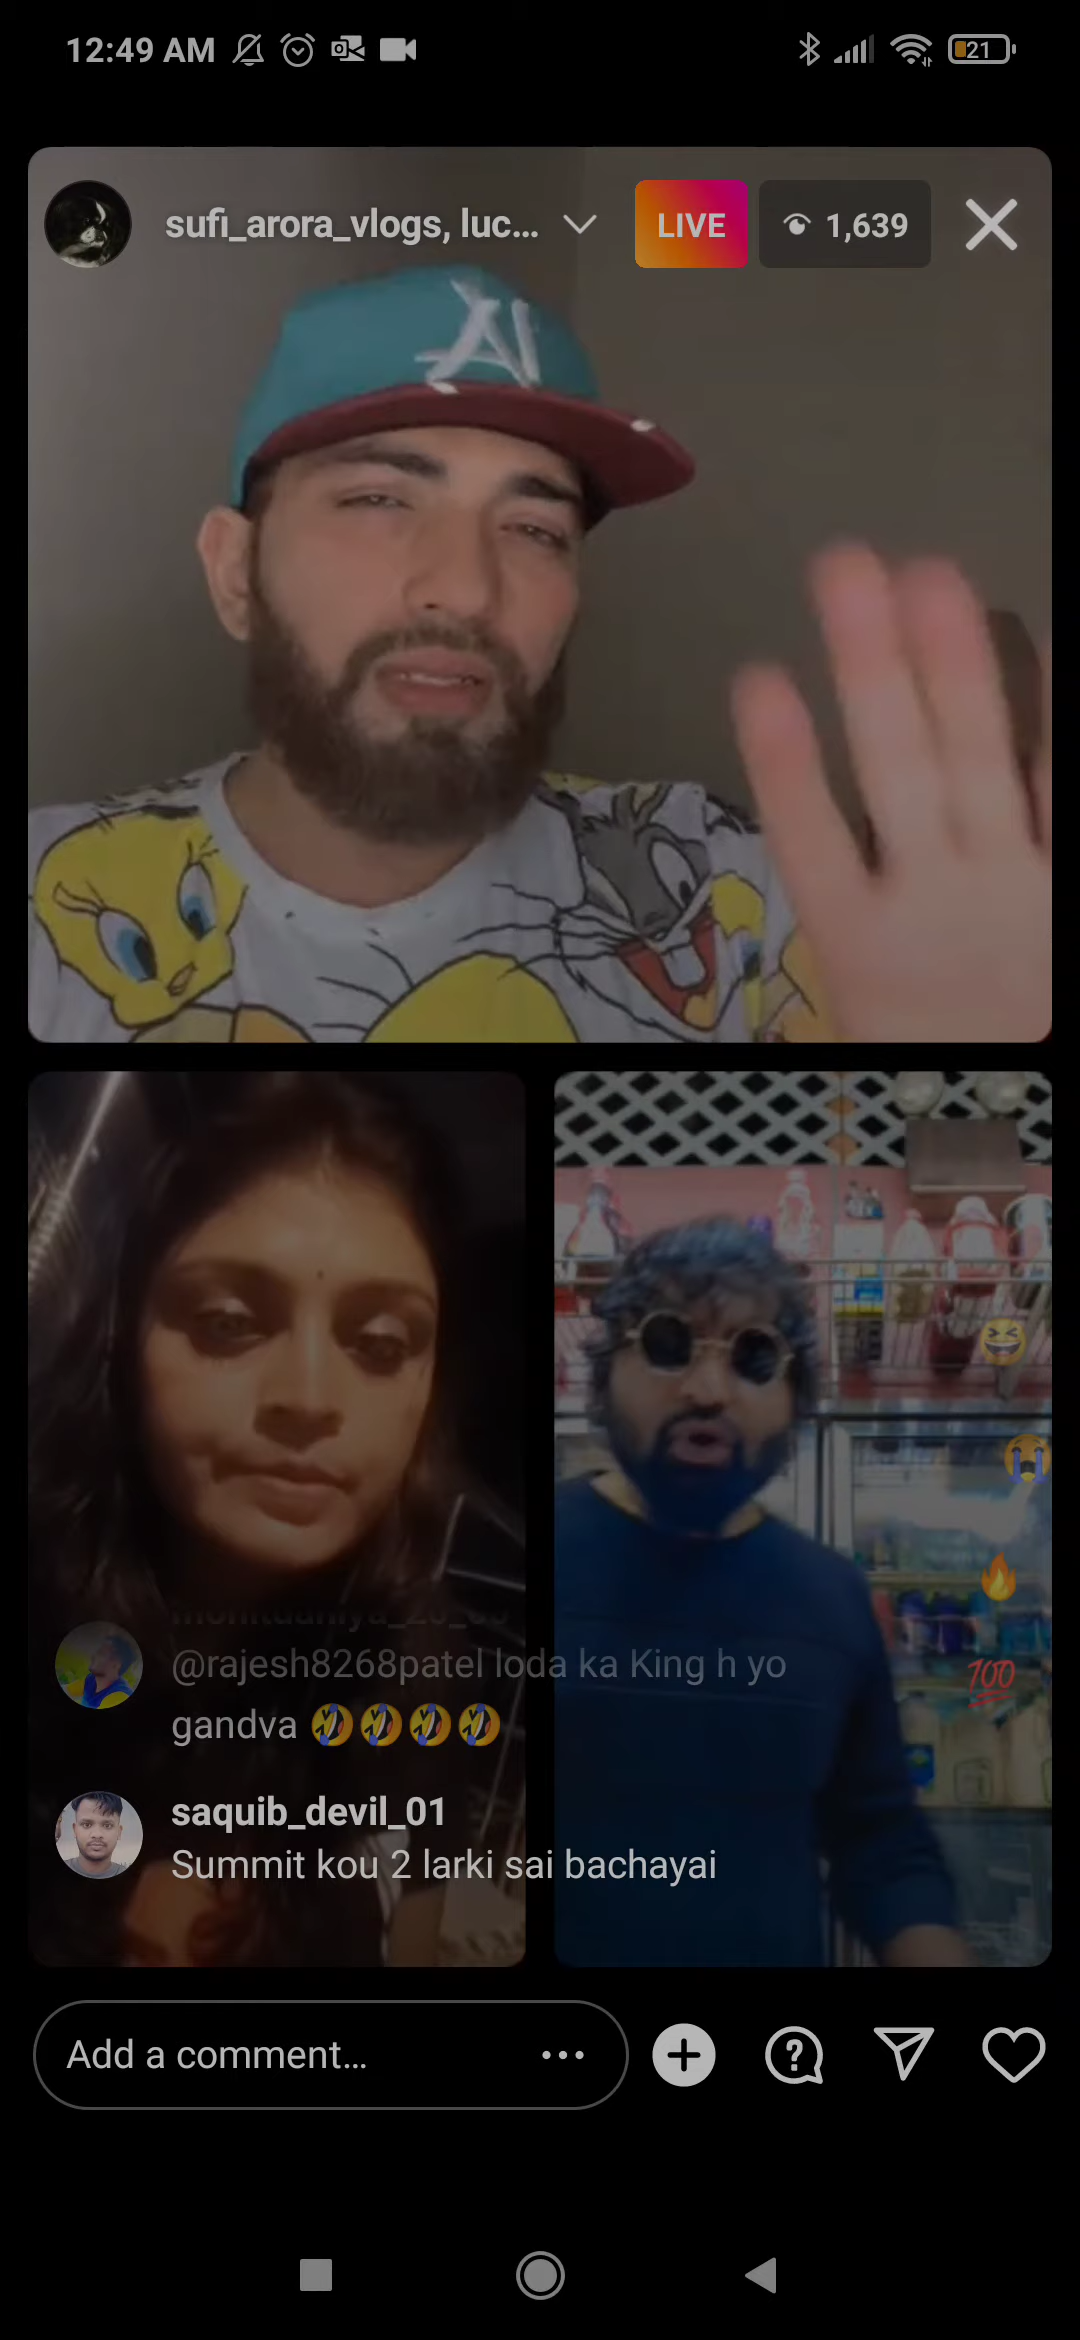 12:49 AM
21
sufi_arora_vlogs, luc...
LIVE
1,639
AI
@rajesh8268patel loda ka King h yo
gandva 🤣🤣🤣🤣
saquib_devil_01
Summit kou 2 larki sai bachayai
💯
Add a comment...